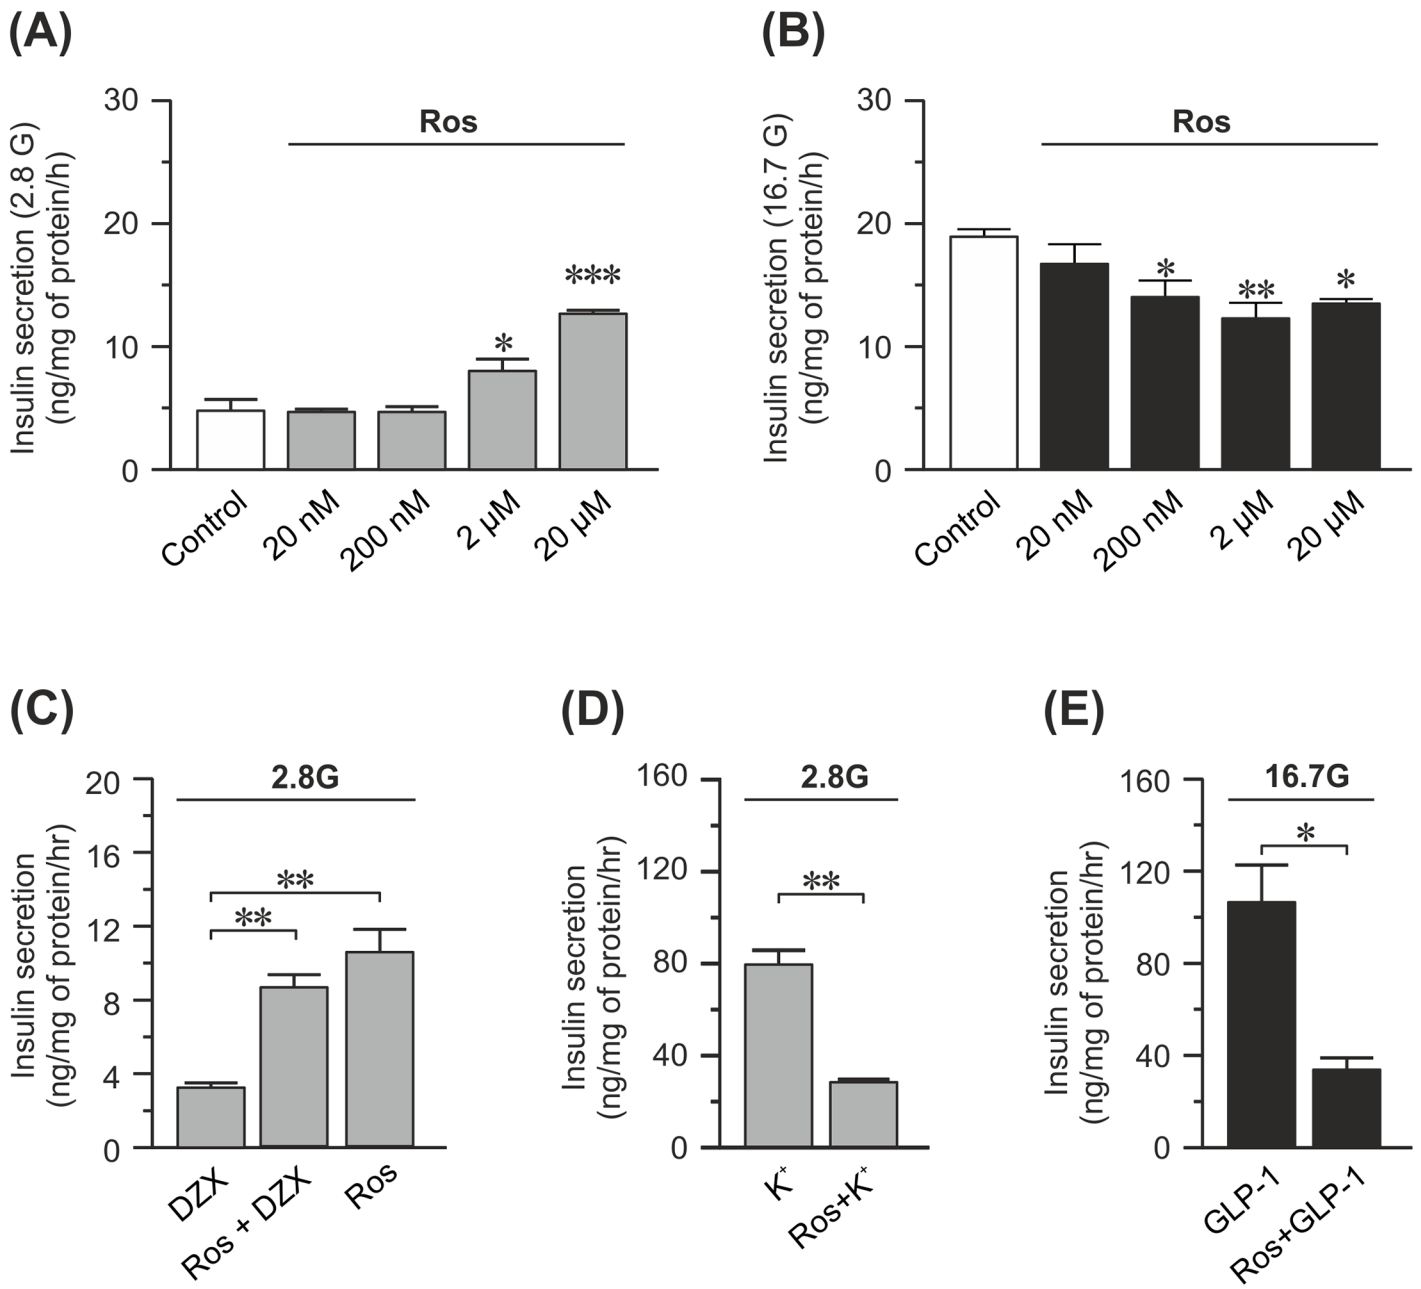 (A)
Insulin secretion (2.8 G)
(ng/mg of protein/h)
30
20
10
0
Ros
*
***
Control
20 nM
200 nM
2 µM
20 µM
(B)
Insulin secretion (16.7 G)
(ng/mg of protein/h)
30
20
10
0
Ros
*
**
*
Control
20 nM
200 nM
2 µM
20 µM
(C)
Insulin secretion
(ng/mg of protein/hr)
20
16
12
8
4
0
2.8G
**
**
DZX
Ros + DZX
Ros
(D)
Insulin secretion
(ng/mg of protein/hr)
160
120
80
40
0
2.8G
**
K⁺
Ros+K⁺
(E)
Insulin secretion
(ng/mg of protein/hr)
160
120
80
40
0
16.7G
*
GLP-1
Ros+GLP-1